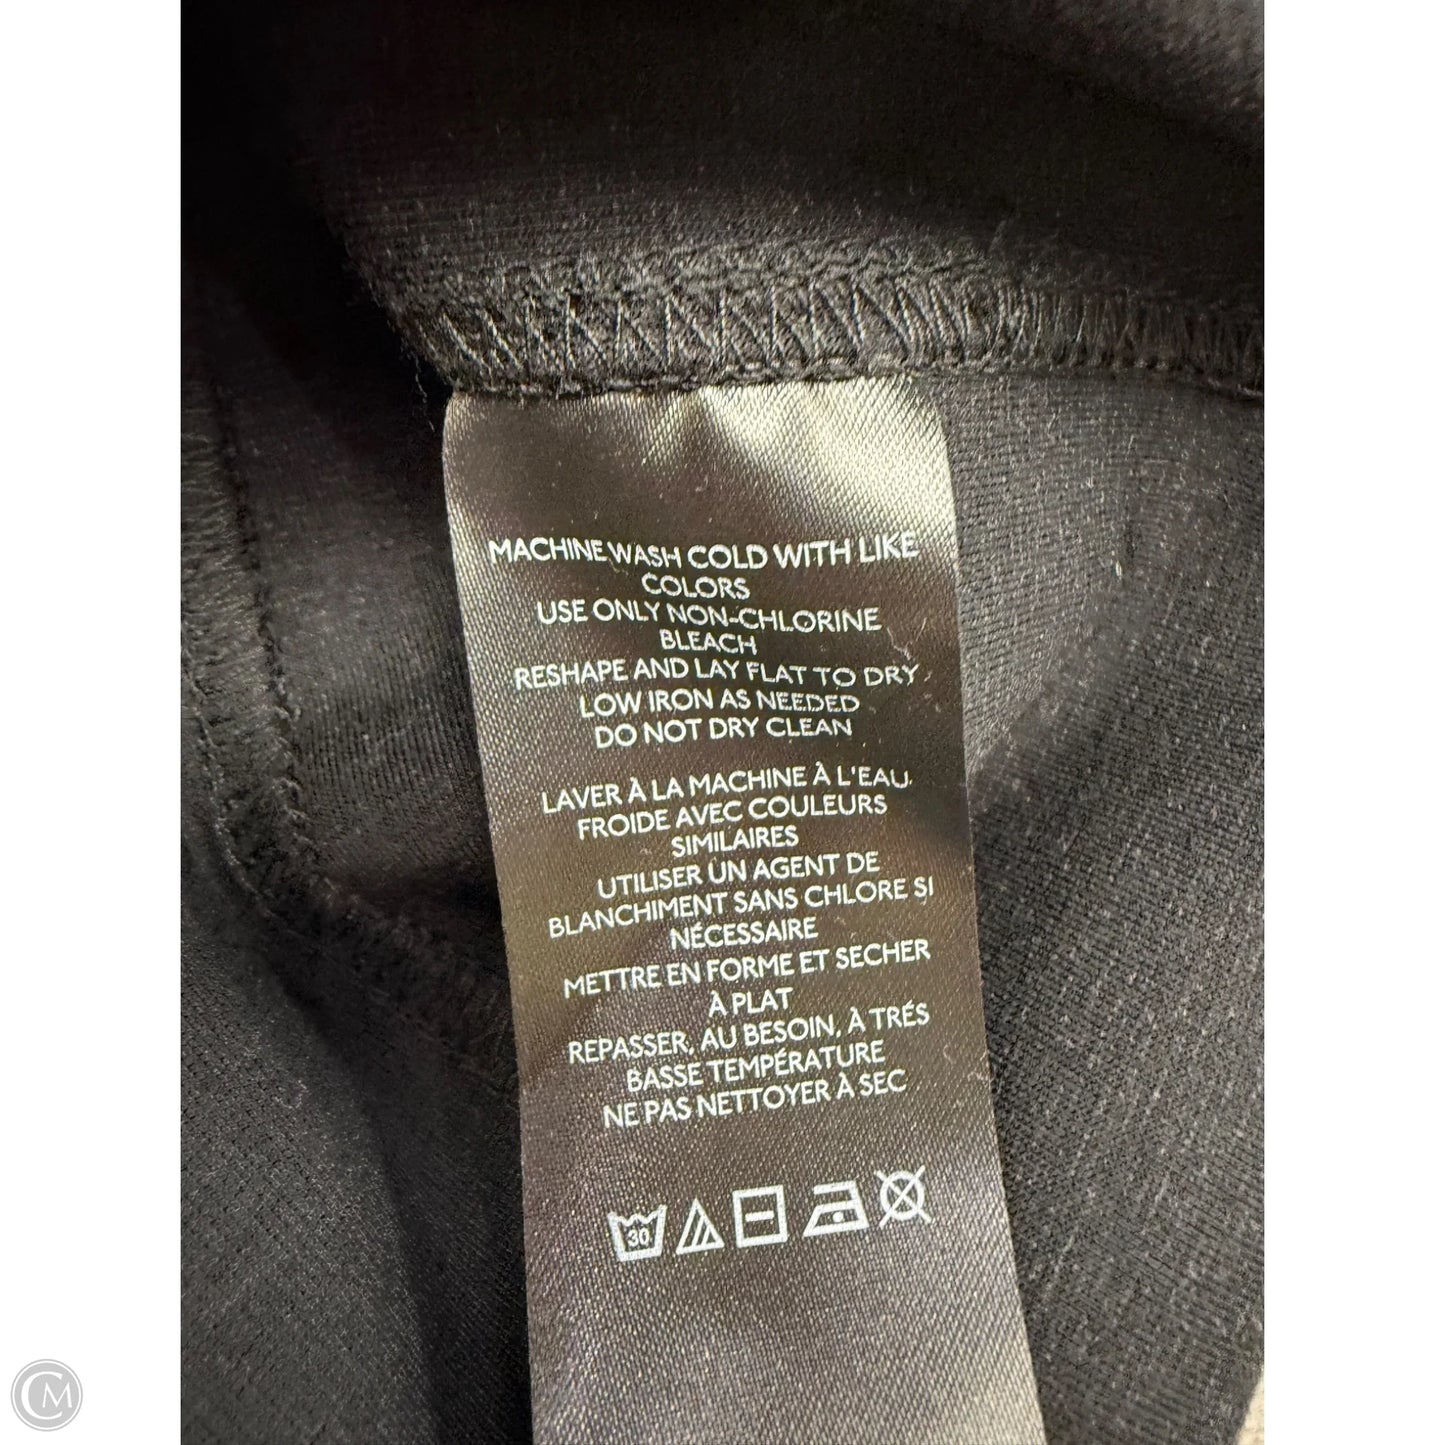 MACHINE WASH COLD WITH LIKE
COLORS
USE ONLY NON-CHLORINE
BLEACH
RESHAPE AND LAY FLAT TO DRY
LOW IRON AS NEEDED
DO NOT DRY CLEAN
LAVER À LA MACHINE À L'EAU
FROIDE AVEC COULEURS
SIMILAIRES
UTILISER UN AGENT DE
BLANCHIMENT SANS CHLORE SI
NÉCESSAIRE
METTRE EN FORME ET SECHER
À PLAT
REPASSER, AU BESOIN, À TRÉS
BASSE TEMPÉRATURE
NE PAS NETTOYER À SEC
30
CM